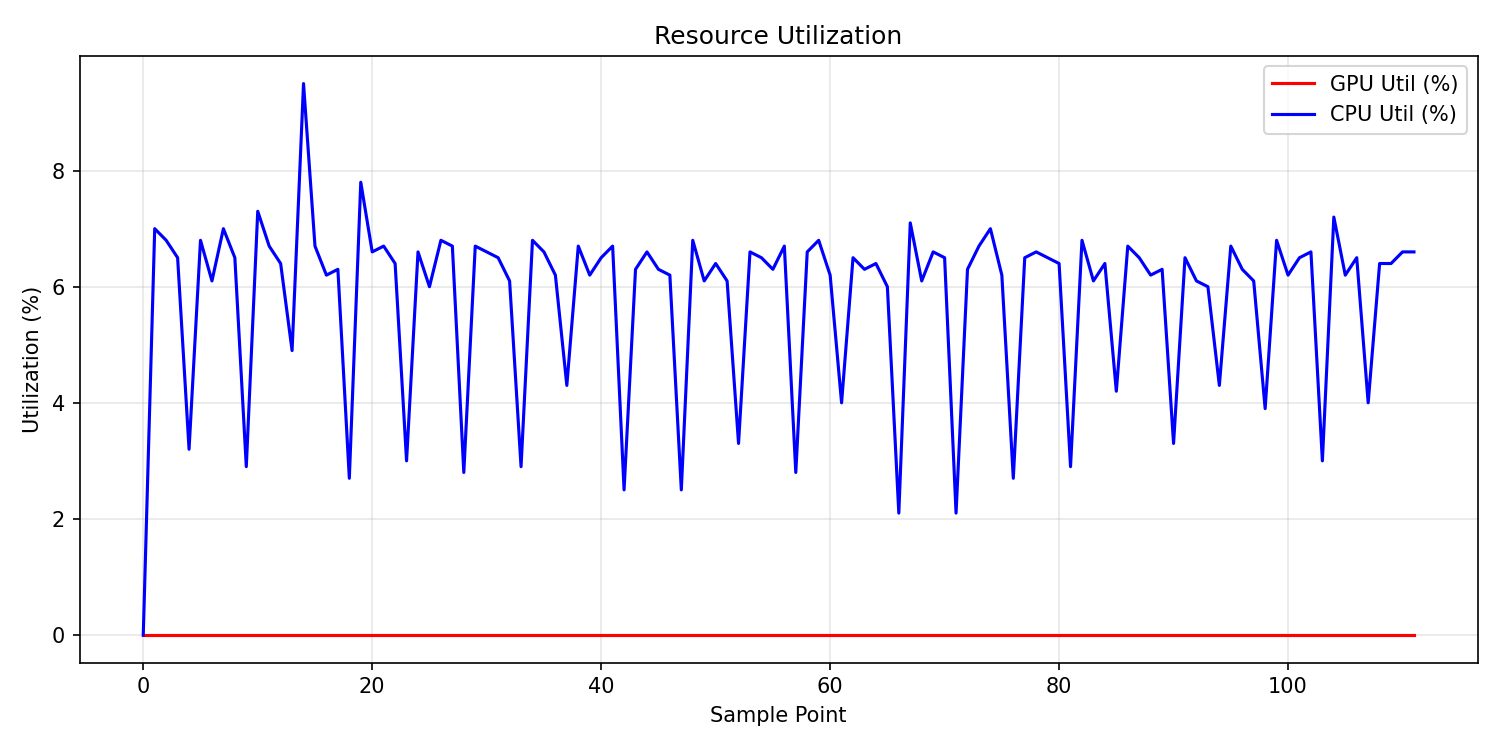 Resource Utilization
GPU Util (%)
CPU Util (%)
Utilization (%)
8
6
4
2
0
0 20 40 60 80 100
Sample Point